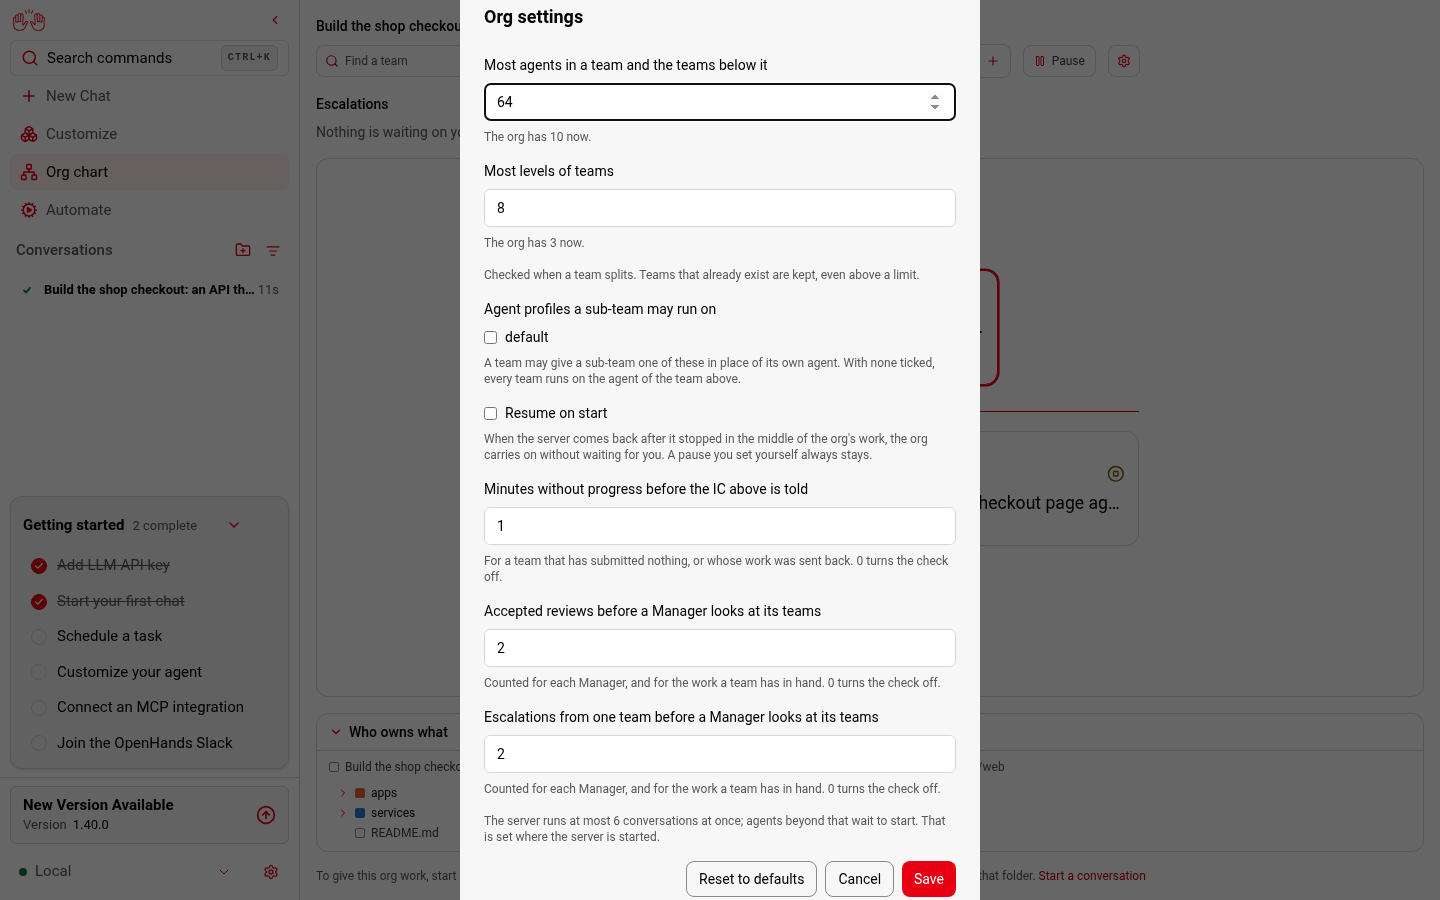 Search commands
CTRL+K
New Chat
Customize
Org chart
Automate
Conversations
Build the shop checkout: an API th... 11s
Getting started 2 complete
Add LLM API key
Start your first chat
Schedule a task
Customize your agent
Connect an MCP integration
Join the OpenHands Slack
New Version Available
Version 1.40.0
Local
Build the shop checkou
Find a team
Pause
Escalations
Nothing is waiting on yo
heckout page ag...
Who owns what
Build the shop checko
/web
apps
services
README.md
To give this org work, start
that folder. Start a conversation
Org settings
Most agents in a team and the teams below it
64
The org has 10 now.
Most levels of teams
8
The org has 3 now.
Checked when a team splits. Teams that already exist are kept, even above a limit.
Agent profiles a sub-team may run on
default
A team may give a sub-team one of these in place of its own agent. With none ticked,
every team runs on the agent of the team above.
Resume on start
When the server comes back after it stopped in the middle of the org's work, the org
carries on without waiting for you. A pause you set yourself always stays.
Minutes without progress before the IC above is told
1
For a team that has submitted nothing, or whose work was sent back. 0 turns the check
off.
Accepted reviews before a Manager looks at its teams
2
Counted for each Manager, and for the work a team has in hand. 0 turns the check off.
Escalations from one team before a Manager looks at its teams
2
Counted for each Manager, and for the work a team has in hand. 0 turns the check off.
The server runs at most 6 conversations at once; agents beyond that wait to start. That
is set where the server is started.
Reset to defaults
Cancel
Save